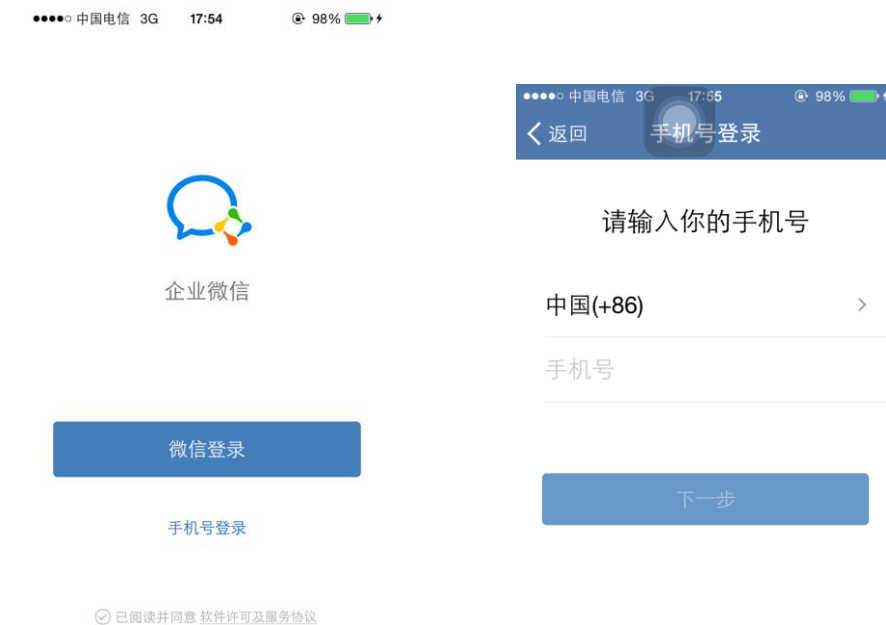 中国电信 3G 17:54 98%
企业微信
微信登录
手机号登录
已阅读并同意 软件许可及服务协议
中国电信 3G 17:55 98%
返回 手机号登录
请输入你的手机号
中国(+86)
手机号
下一步